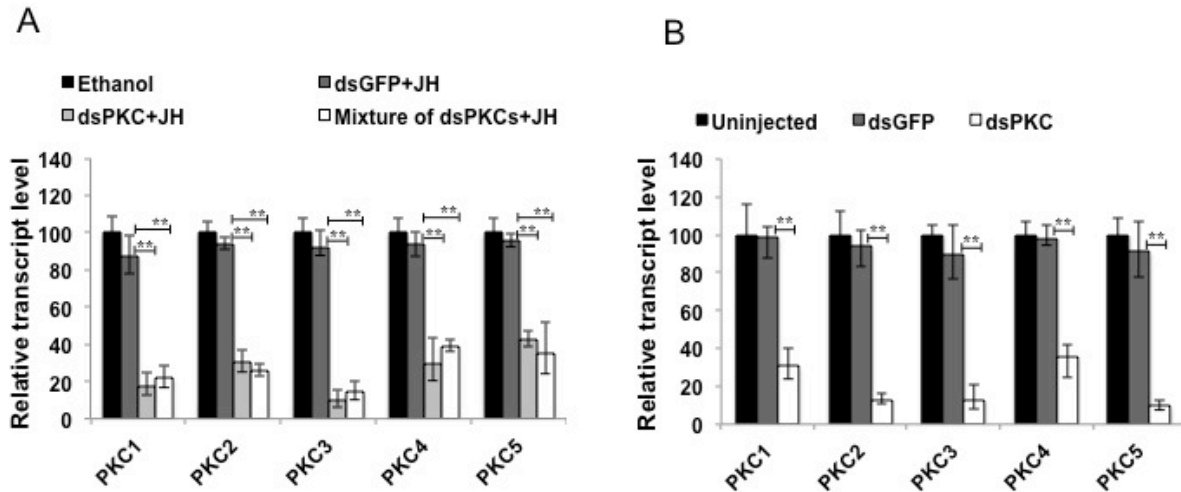 A
Ethanol
dsGFP+JH
dsPKC+JH
Mixture of dsPKCs+JH
Relative transcript level
140
120
100
80
60
40
20
0
**
**
**
**
**
**
**
**
**
**
PKC1
PKC2
PKC3
PKC4
PKC5
B
Uninjected
dsGFP
dsPKC
Relative transcript level
140
120
100
80
60
40
20
0
**
**
**
**
**
PKC1
PKC2
PKC3
PKC4
PKC5